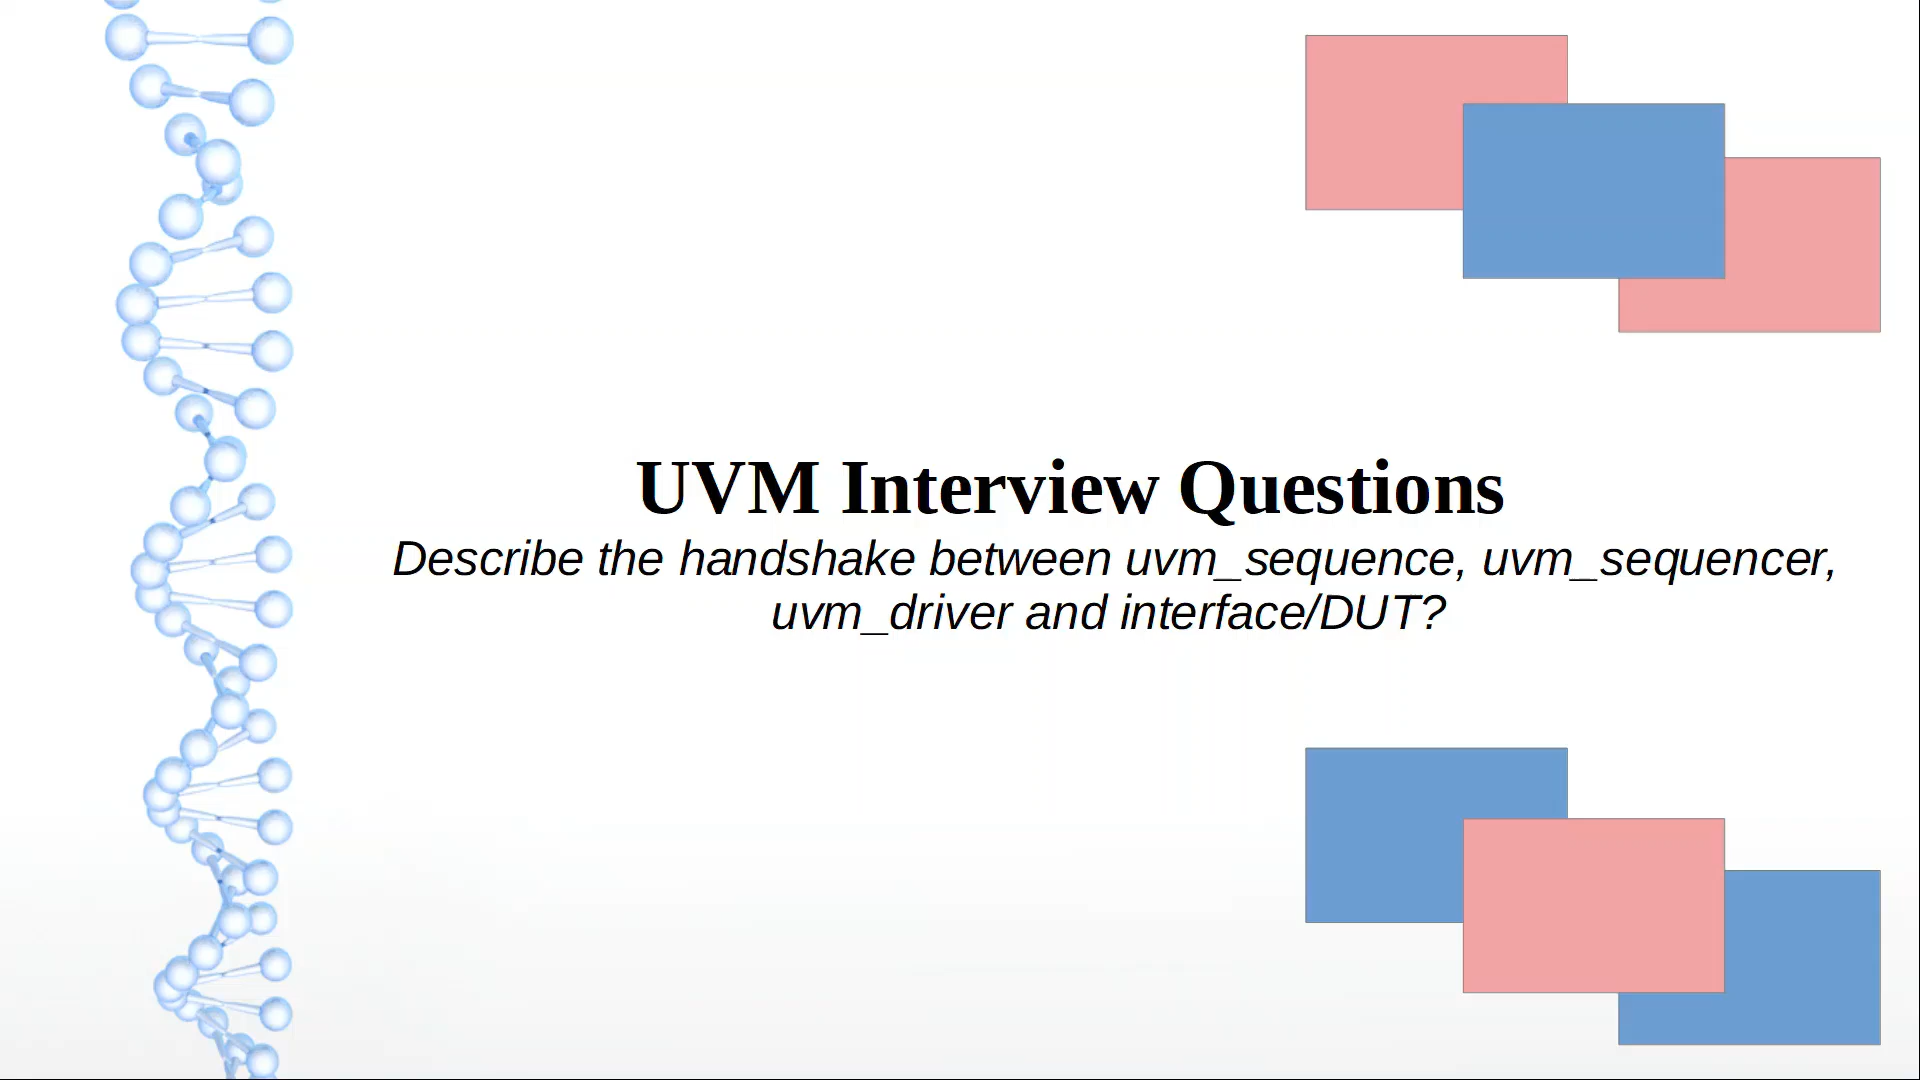 UVM Interview Questions
Describe the handshake between uvm_sequence, uvm_sequencer,
uvm_driver and interface/DUT?